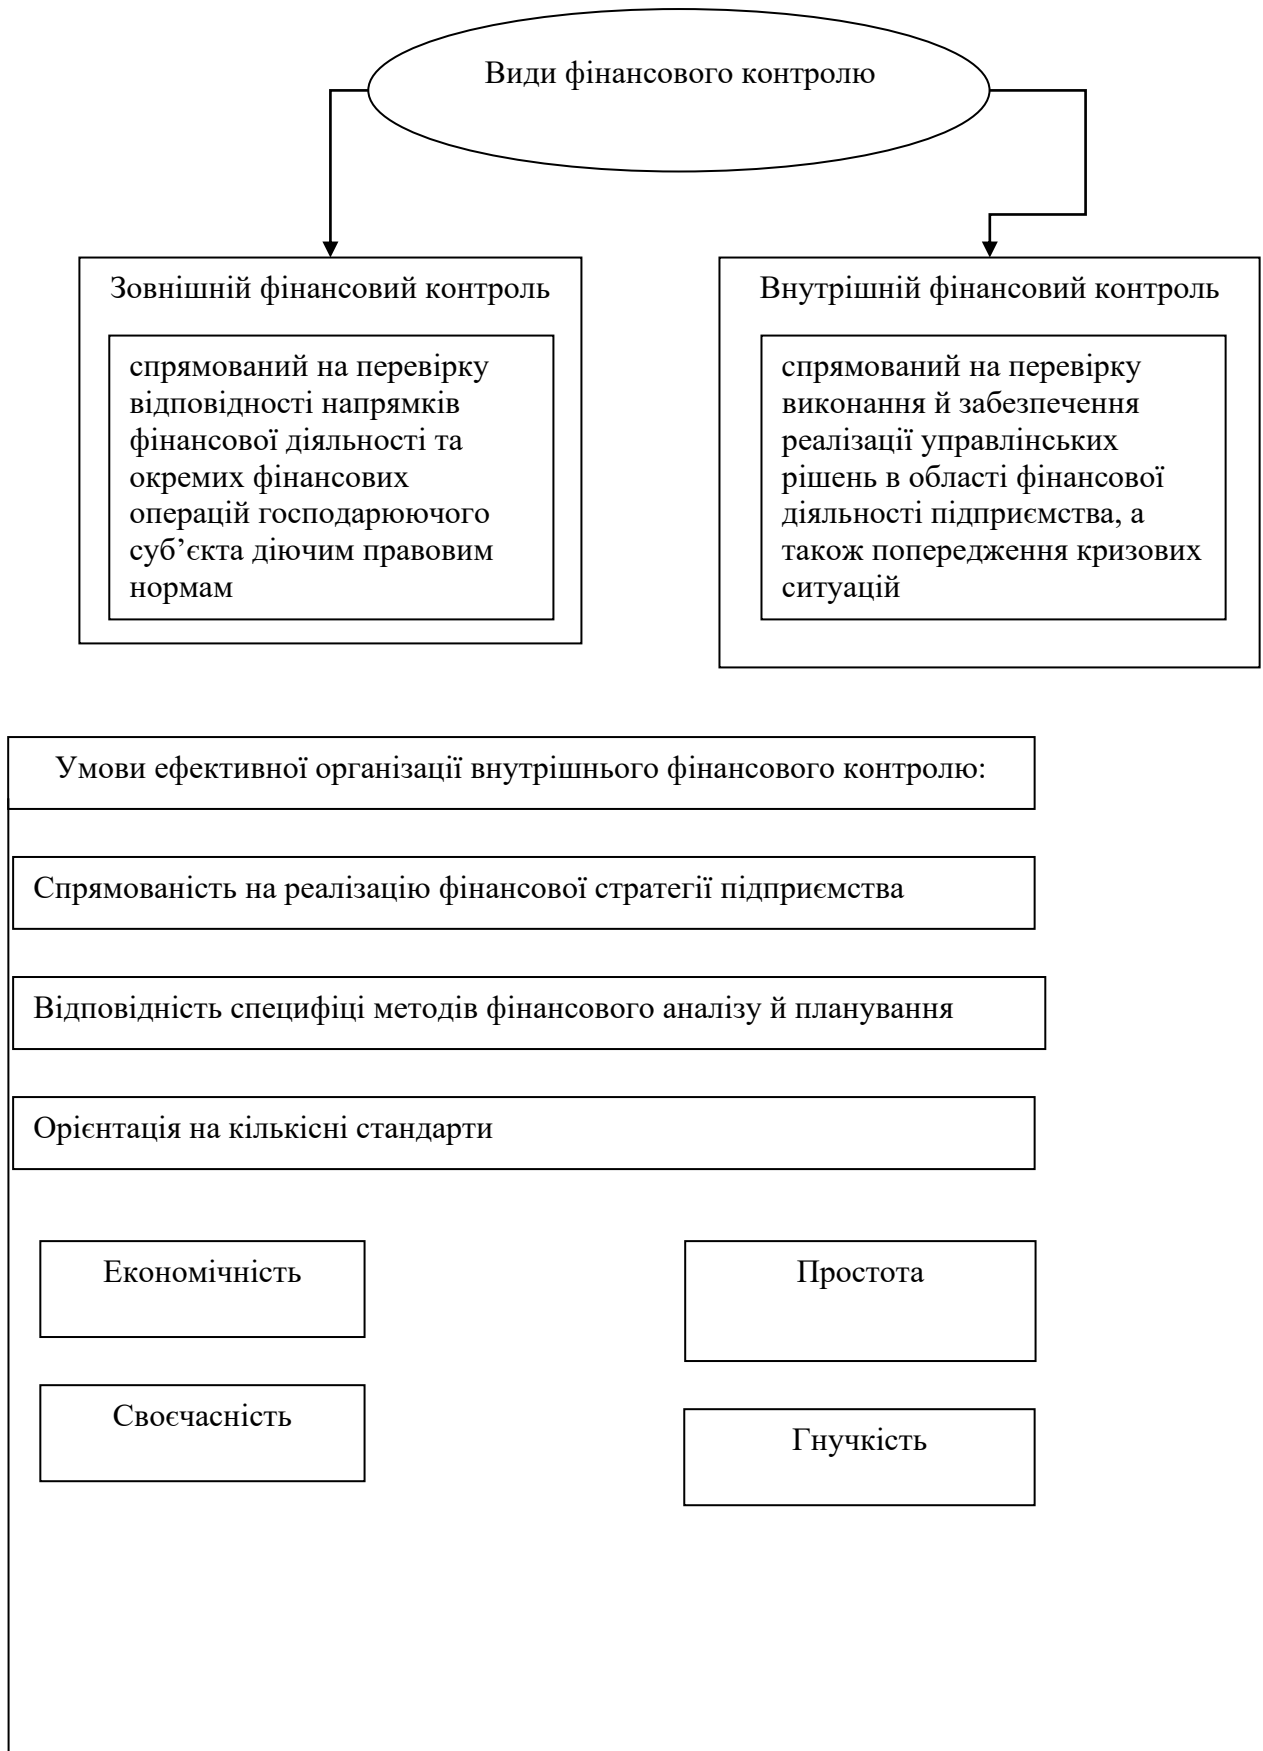 Види фінансового контролю
Зовнішній фінансовий контроль
спрямований на перевірку
відповідності напрямків
фінансової діяльності та
окремих фінансових
операцій господарюючого
суб’єкта діючим правовим
нормам
Внутрішній фінансовий контроль
спрямований на перевірку
виконання й забезпечення
реалізації управлінських
рішень в області фінансової
діяльності підприємства, а
також попередження кризових
ситуацій
Умови ефективної організації внутрішнього фінансового контролю:
Спрямованість на реалізацію фінансової стратегії підприємства
Відповідність специфіці методів фінансового аналізу й планування
Орієнтація на кількісні стандарти
Економічність
Простота
Своєчасність
Гнучкість